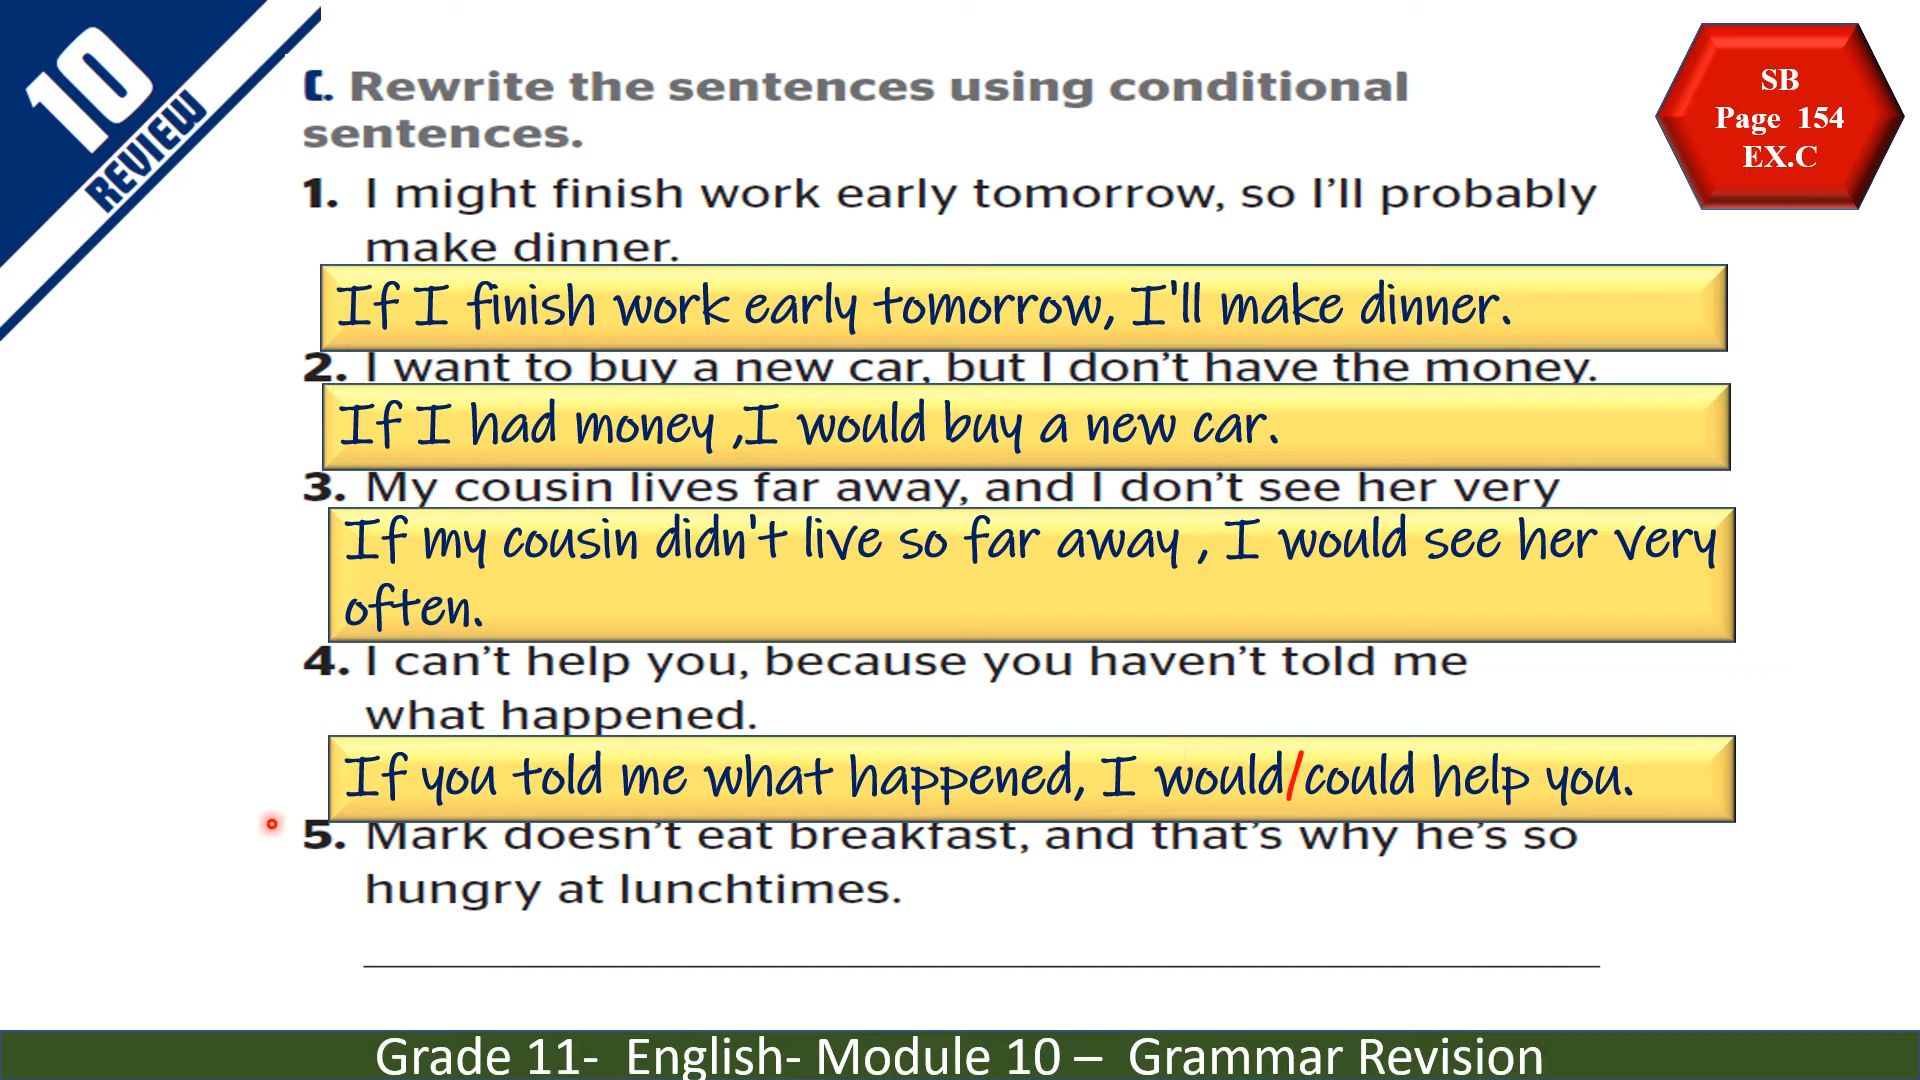 10
REVIEW
C. Rewrite the sentences using conditional
sentences.
SB
Page 154
EX.C
1. I might finish work early tomorrow, so I'll probably
make dinner.
If I finish work early tomorrow, I'll make dinner.
2. I want to buy a new car, but I don't have the money.
If I had money ,I would buy a new car.
3. My cousin lives far away, and I don't see her very
If my cousin didn't live so far away , I would see her very
often.
4. I can't help you, because you haven't told me
what happened.
If you told me what happened, I would/could help you.
5. Mark doesn't eat breakfast, and that's why he's so
hungry at lunchtimes.
Grade 11- English- Module 10 – Grammar Revision